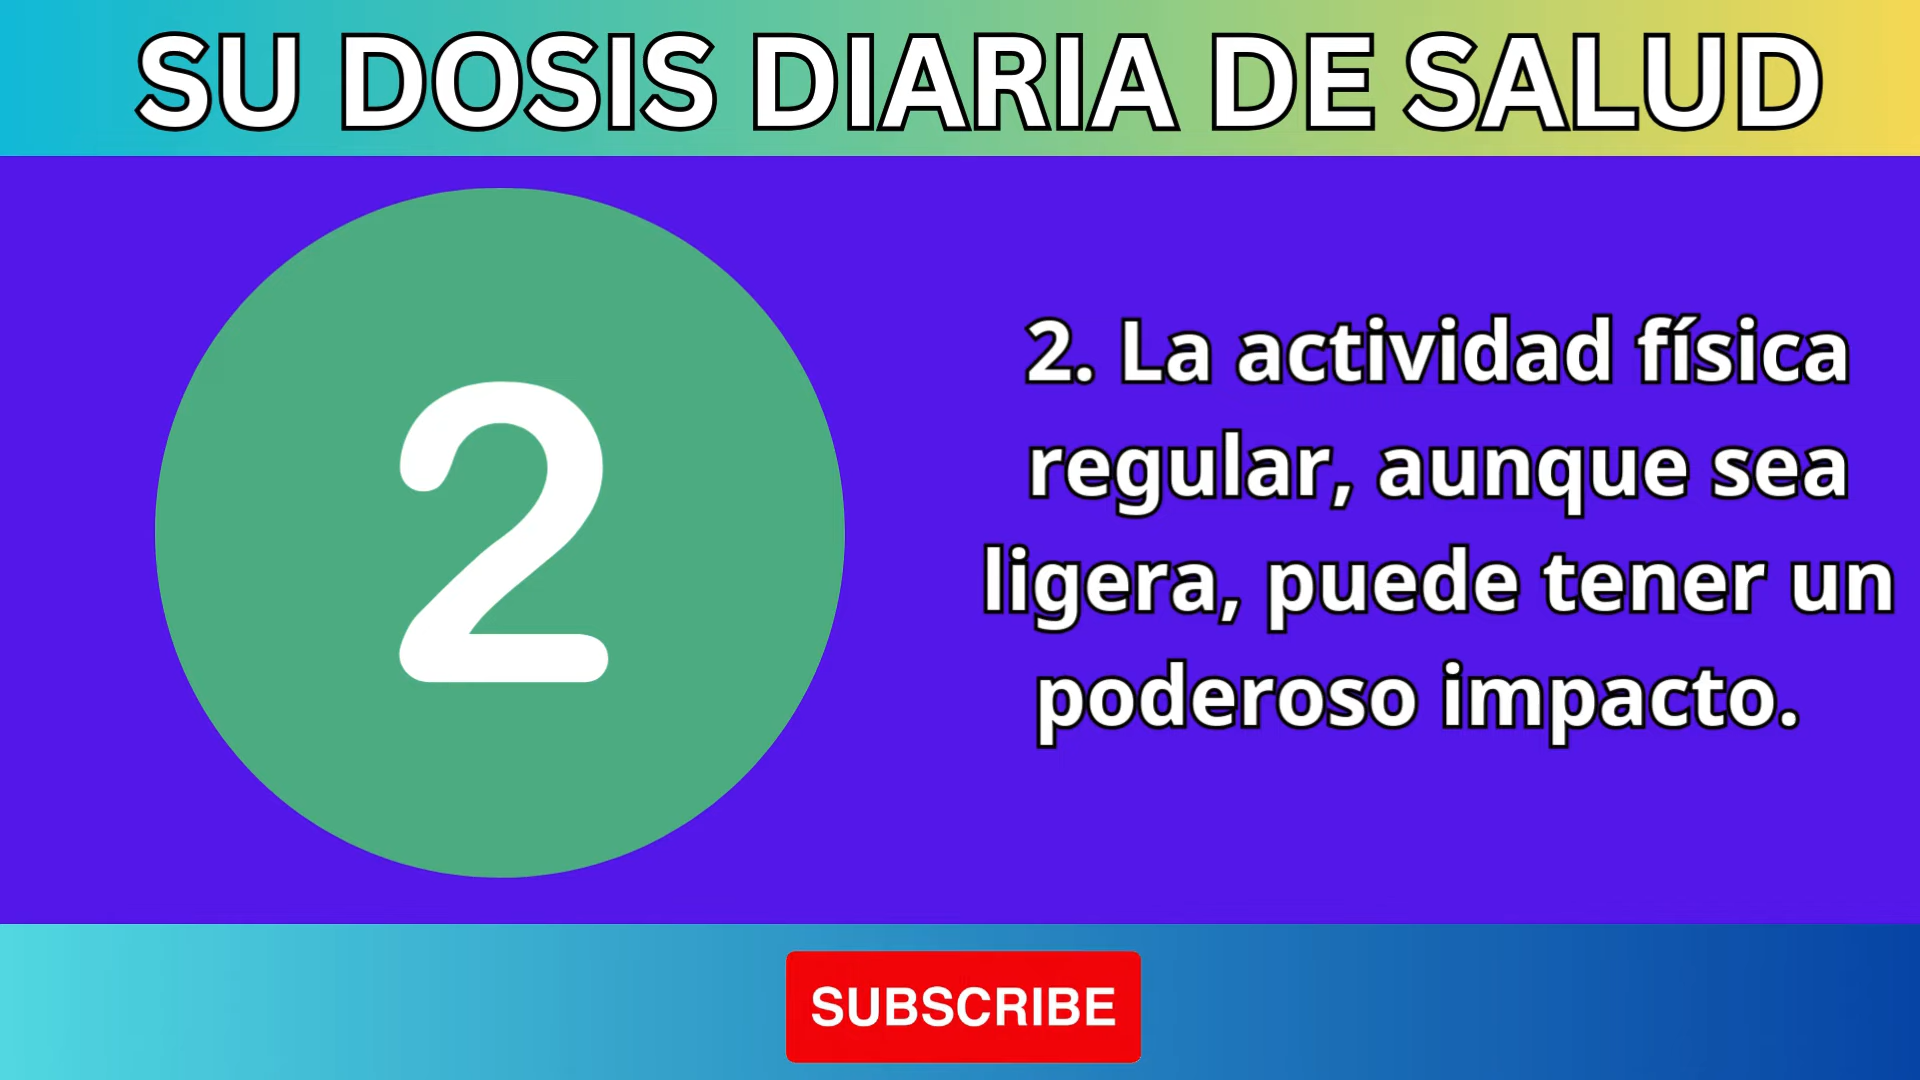 SU DOSIS DIARIA DE SALUD
2
2. La actividad física
regular, aunque sea
ligera, puede tener un
poderoso impacto.
SUBSCRIBE